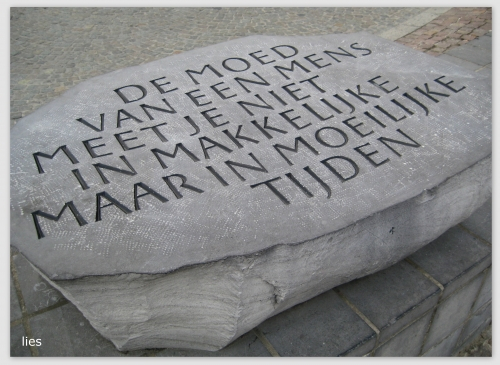 DE MOED
VAN EEN MENS
MEET JE NIET
IN MAKKELIJKE
MAAR IN MOEILIJKE
TIJDEN
lies